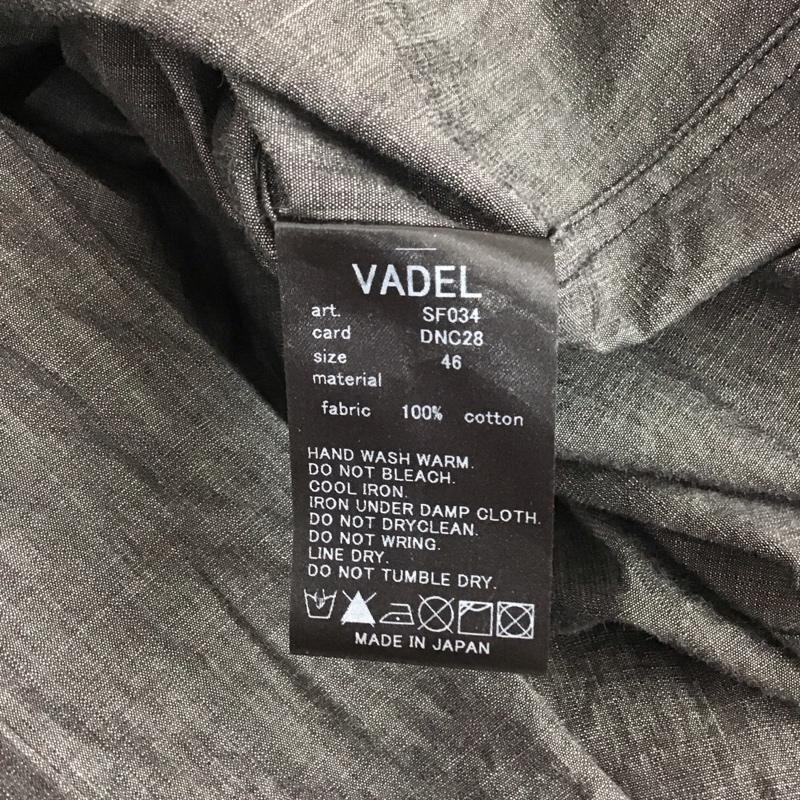 VADEL
art. SF034
card DNC28
size 46
material
fabric 100% cotton
HAND WASH WARM.
DO NOT BLEACH.
COOL IRON.
IRON UNDER DAMP CLOTH.
DO NOT DRYCLEAN.
DO NOT WRING.
LINE DRY.
DO NOT TUMBLE DRY.
MADE IN JAPAN